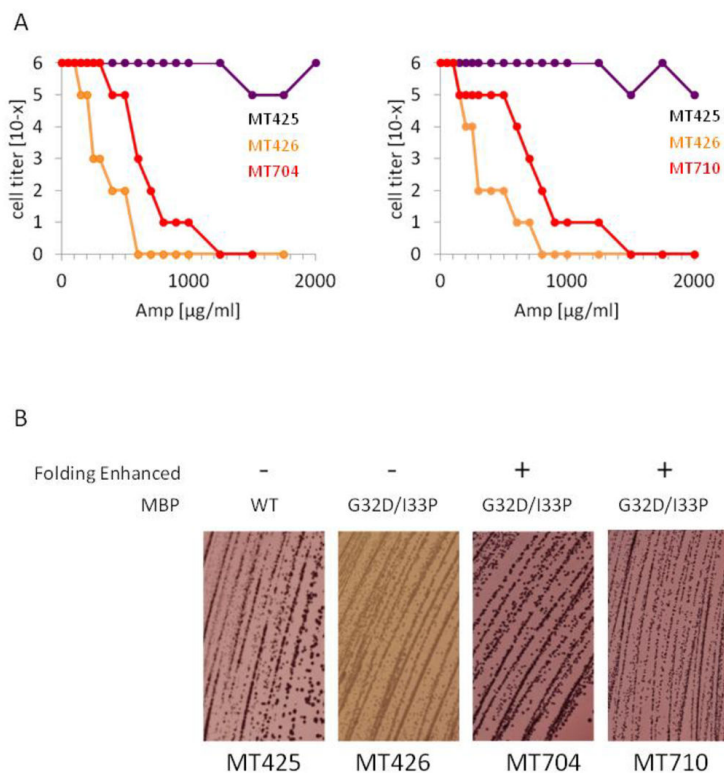 A
6
5
4
3
2
1
0
cell titer [10-x]
MT425
MT426
MT704
0 1000 2000
Amp [µg/ml]
6
5
4
3
2
1
0
cell titer [10-x]
MT425
MT426
MT710
0 1000 2000
Amp [µg/ml]
B
Folding Enhanced - - + +
MBP WT G32D/I33P G32D/I33P G32D/I33P
MT425 MT426 MT704 MT710